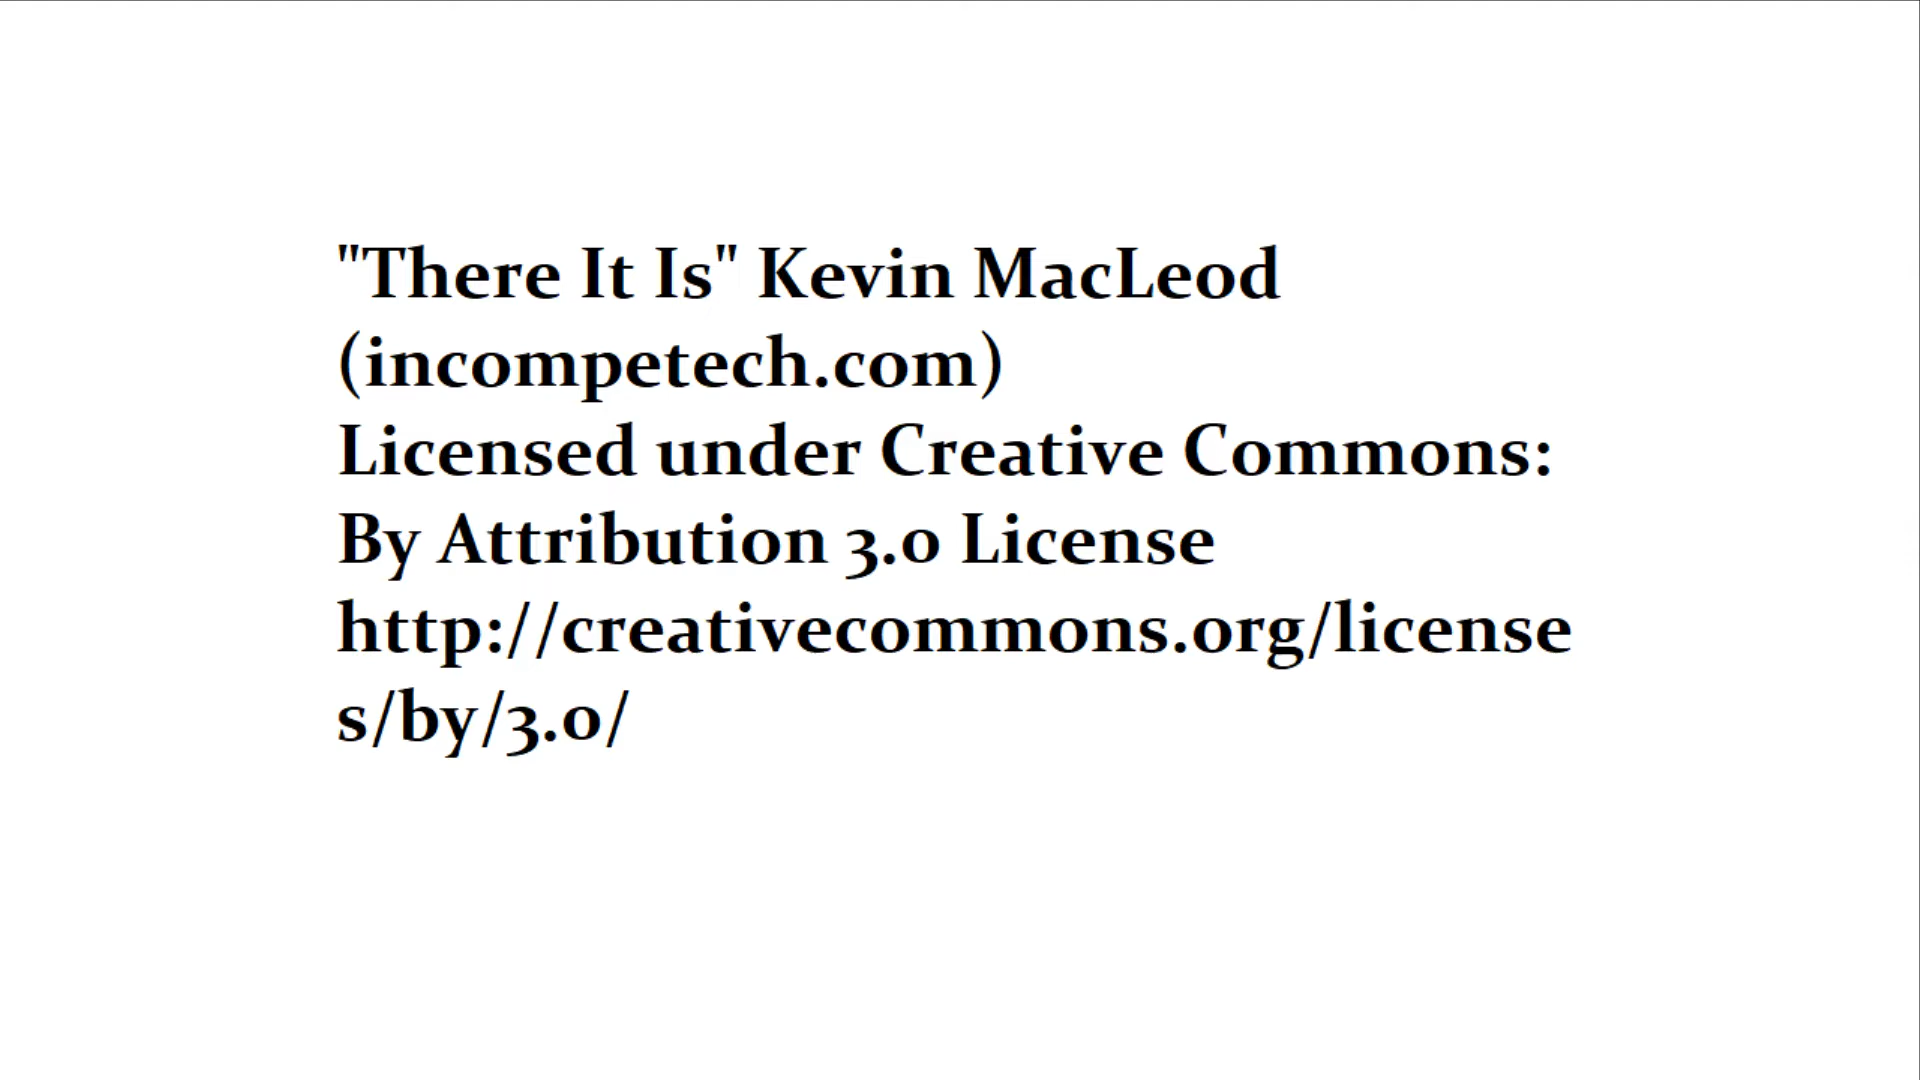 "There It Is" Kevin MacLeod
(incompetech.com)
Licensed under Creative Commons:
By Attribution 3.0 License
http://creativecommons.org/license
s/by/3.0/